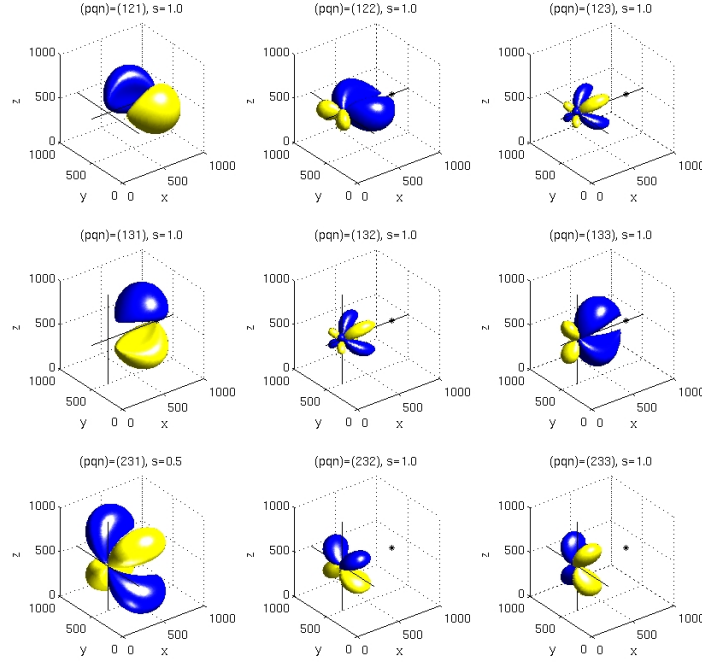 (pqn)=(121), s=1.0
(pqn)=(122), s=1.0
(pqn)=(123), s=1.0
1000
1000
1000
z
500
z
500
z
500
0
0
0
1000
1000
1000
1000
1000
1000
500
500
500
500
500
500
y
0
0
x
y
0
0
x
y
0
0
x
(pqn)=(131), s=1.0
(pqn)=(132), s=1.0
(pqn)=(133), s=1.0
1000
1000
1000
z
500
z
500
z
500
0
0
0
1000
1000
1000
1000
1000
1000
500
500
500
500
500
500
y
0
0
x
y
0
0
x
y
0
0
x
(pqn)=(231), s=0.5
(pqn)=(232), s=1.0
(pqn)=(233), s=1.0
1000
1000
1000
z
500
z
500
z
500
0
0
0
1000
1000
1000
1000
1000
1000
500
500
500
500
500
500
y
0
0
x
y
0
0
x
y
0
0
x